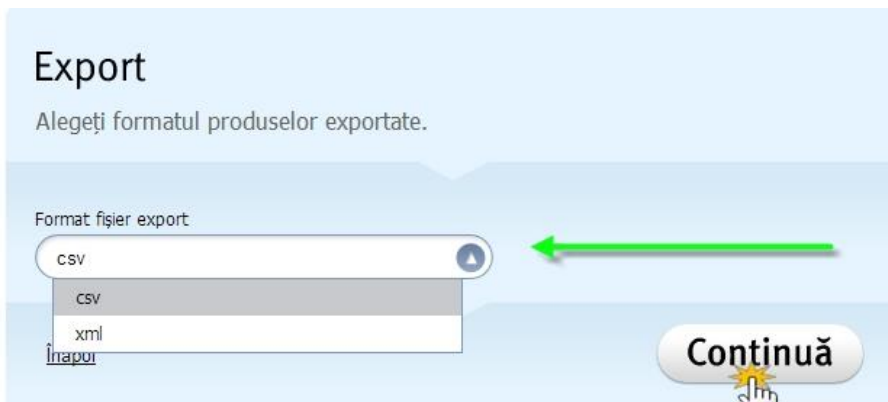 Export
Alegeți formatul produselor exportate.
Format fișier export
csv
csv
xml
Înapoi
Continuă